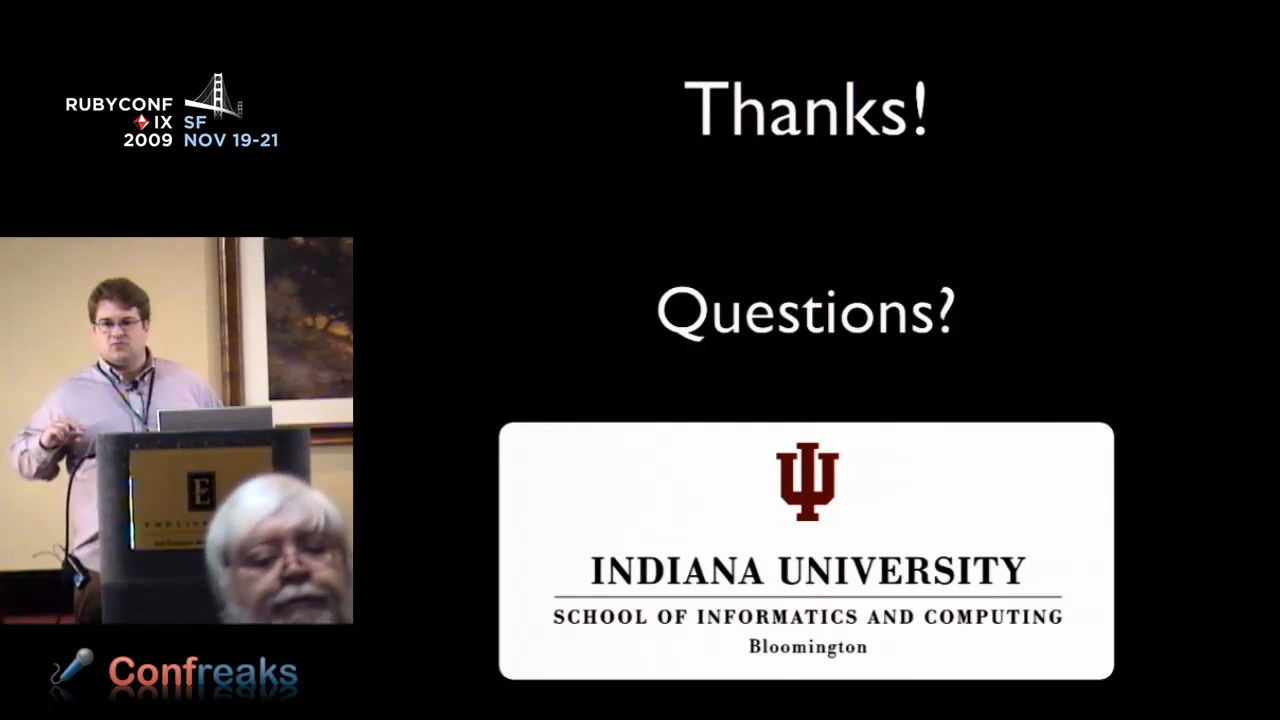 RUBYCONF
IX SF
2009 NOV 19-21
Thanks!
Questions?
E
INDIANA UNIVERSITY
SCHOOL OF INFORMATICS AND COMPUTING
Bloomington
Confreaks